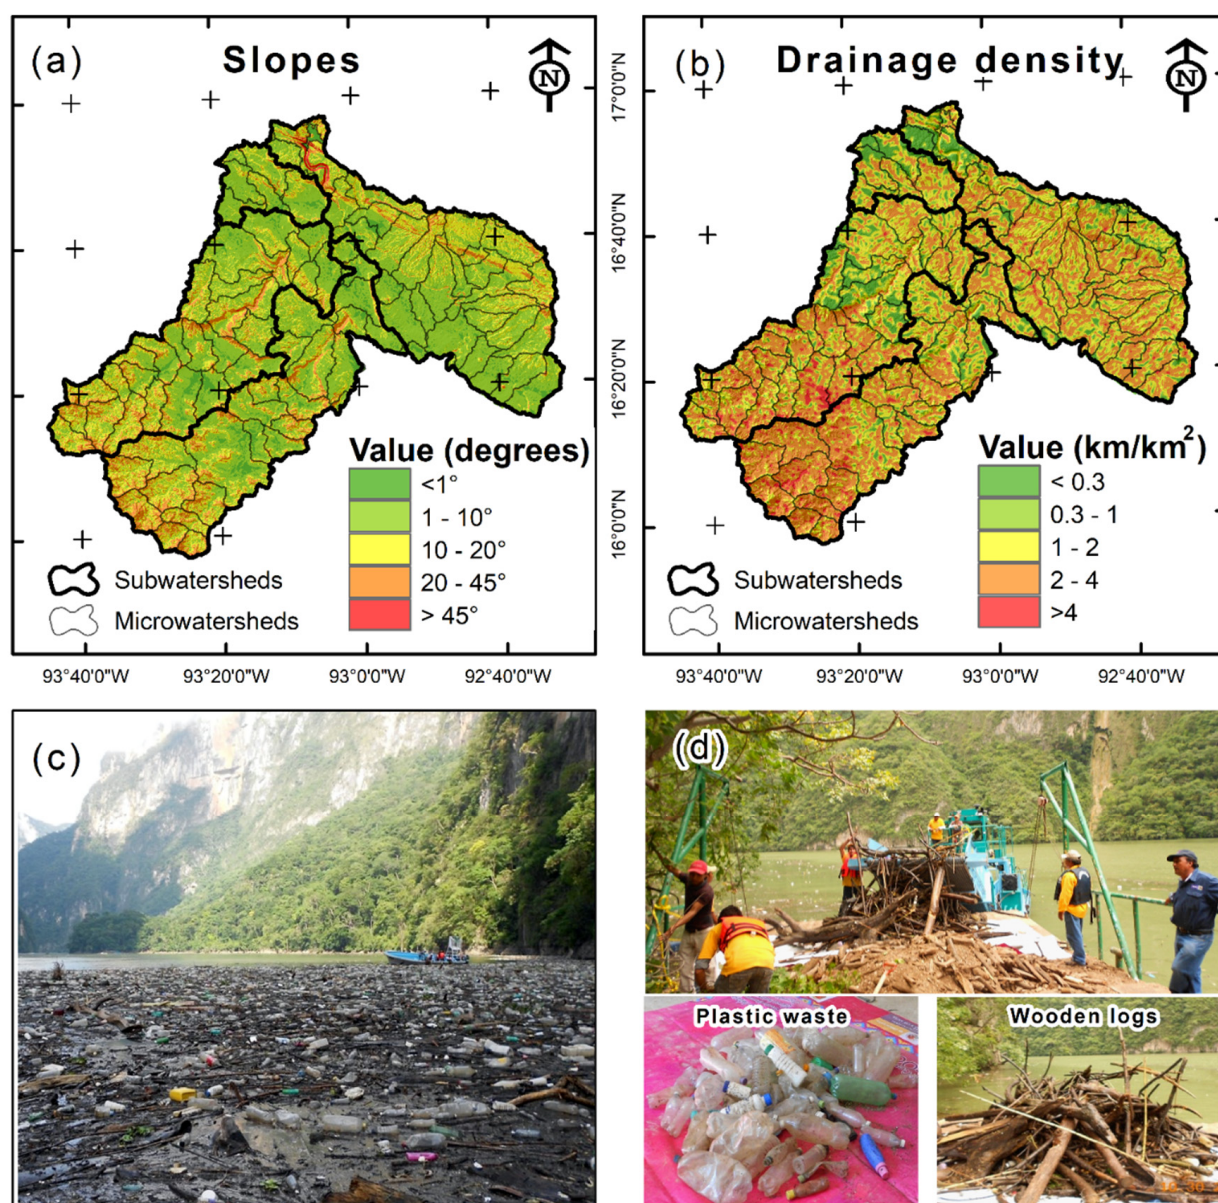 (a)
Slopes
N
Value (degrees)
<1°
1 - 10°
10 - 20°
20 - 45°
> 45°
Subwatersheds
Microwatersheds
93°40'0"W
93°20'0"W
93°0'0"W
92°40'0"W
17°0'0"N
16°40'0"N
16°20'0"N
16°0'0"N
(b)
Drainage density
N
Value (km/km²)
< 0.3
0.3 - 1
1 - 2
2 - 4
>4
Subwatersheds
Microwatersheds
93°40'0"W
93°20'0"W
93°0'0"W
92°40'0"W
(c)
(d)
Plastic waste
Wooden logs